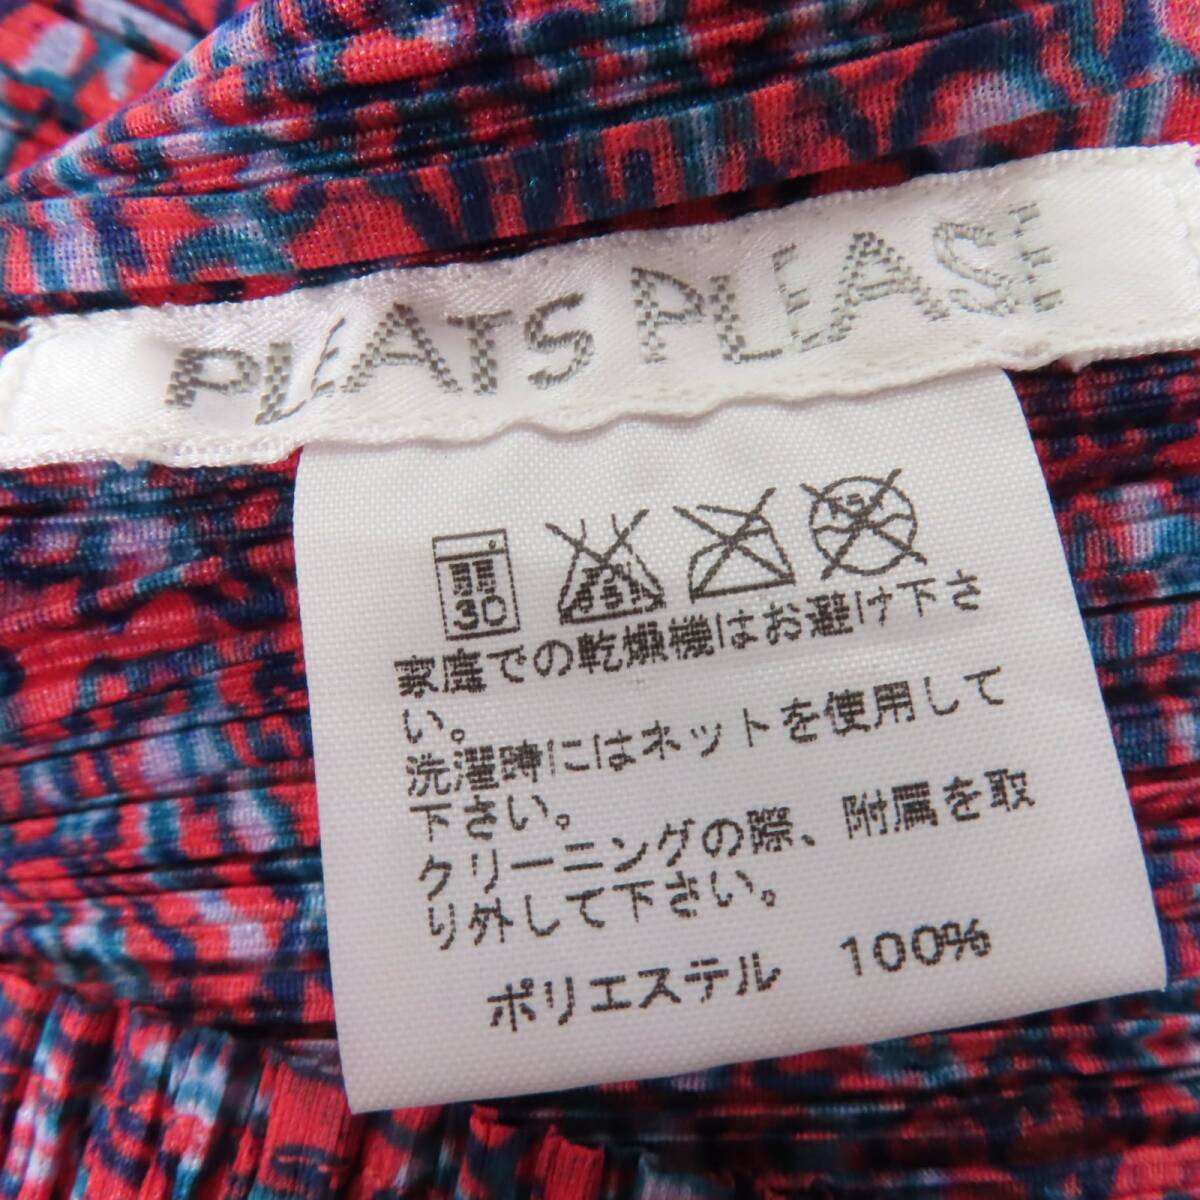 PLEATS PLEASE
30
家庭での乾燥機はお避け下さ
い。
洗濯時にはネットを使用して
下さい。
クリーニングの際、附属を取
り外して下さい。
ポリエステル 100%